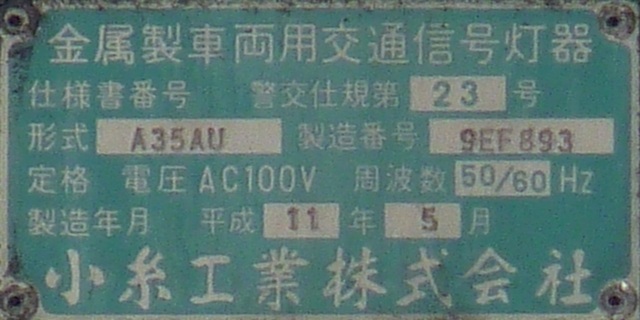 金属製車両用交通信号灯器
仕様書番号 警交仕規第 23 号
形式 A35AU 製造番号 9EF893
定格 電圧 AC100V 周波数 50/60 Hz
製造年月 平成 11 年 5 月
小糸工業株式会社